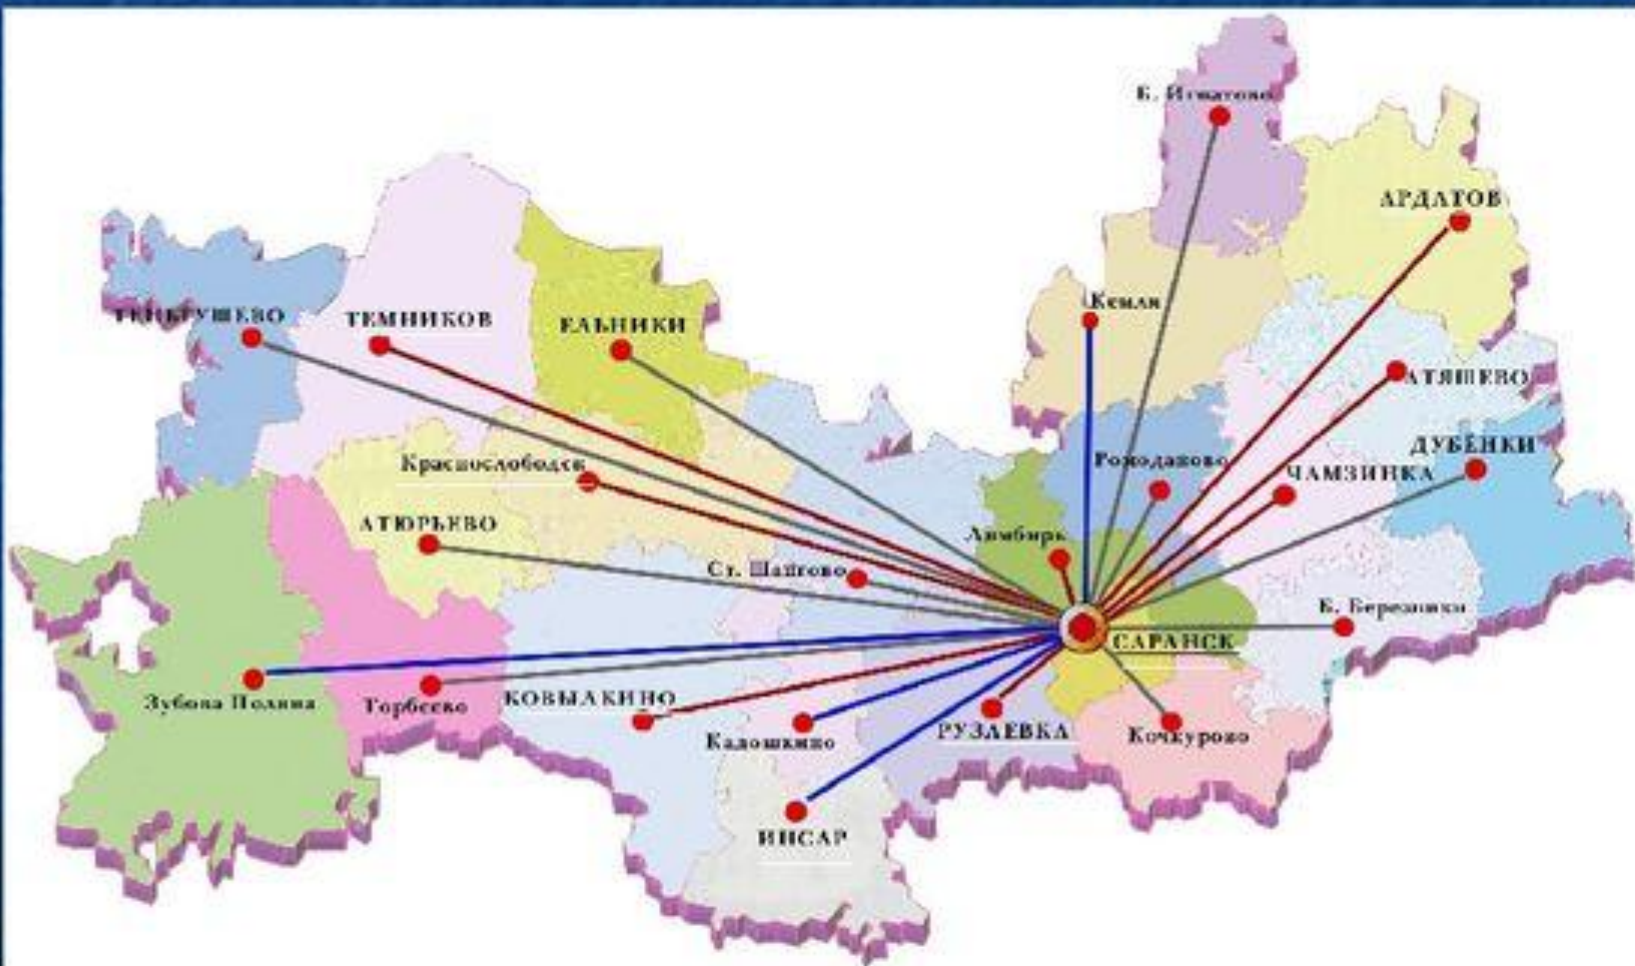 Б. Игнатово
АРДАТОВ
Кемля
ТЕНЬГУШЕВО
ТЕМНИКОВ
ЕЛЬНИКИ
АТЯШЕВО
ДУБЁНКИ
Краснослободск
Ромоданово
ЧАМЗИНКА
АТЮРЬЕВО
Лямбирь
Ст. Шайгово
Б. Березники
САРАНСК
Зубова Поляна
Торбеево
КОВЫЛКИНО
Кадошкино
РУЗАЕВКА
Кочкурово
ИНСАР